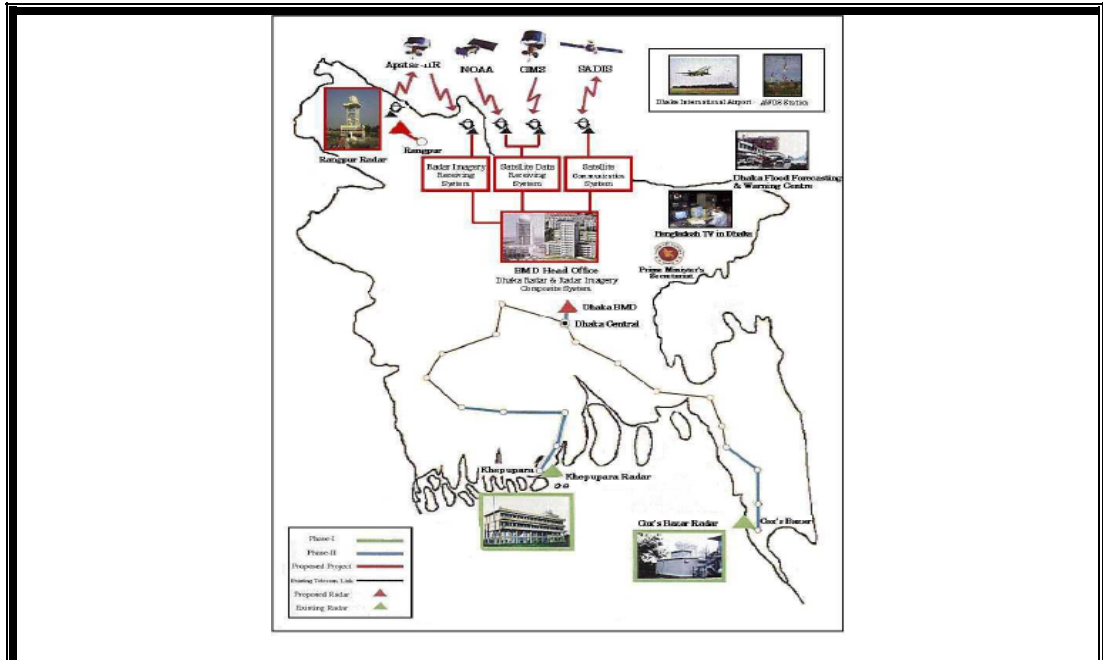 Apstar-11R
NOAA
GMS
SADIS
Dhaka International Airport
AWOS Station
Rangpur Radar
Rangpur
Radar Imagery
Receiving
System
Satellite Data
Receiving
System
Satellite
Communication
System
Dhaka Flood Forecasting
& Warning Centre
Bangladesh TV in Dhaka
Prime Minister's
Secretariat
BMD Head Office
Dhaka Radar & Radar Imagery
Composite System
Dhaka BMD
Dhaka Central
Khepupara
Khepupara Radar
Cox's Bazar Radar
Cox's Bazar
Phase-I
Phase-II
Proposed Project
Existing Telecom. Link
Proposed Radar
Existing Radar